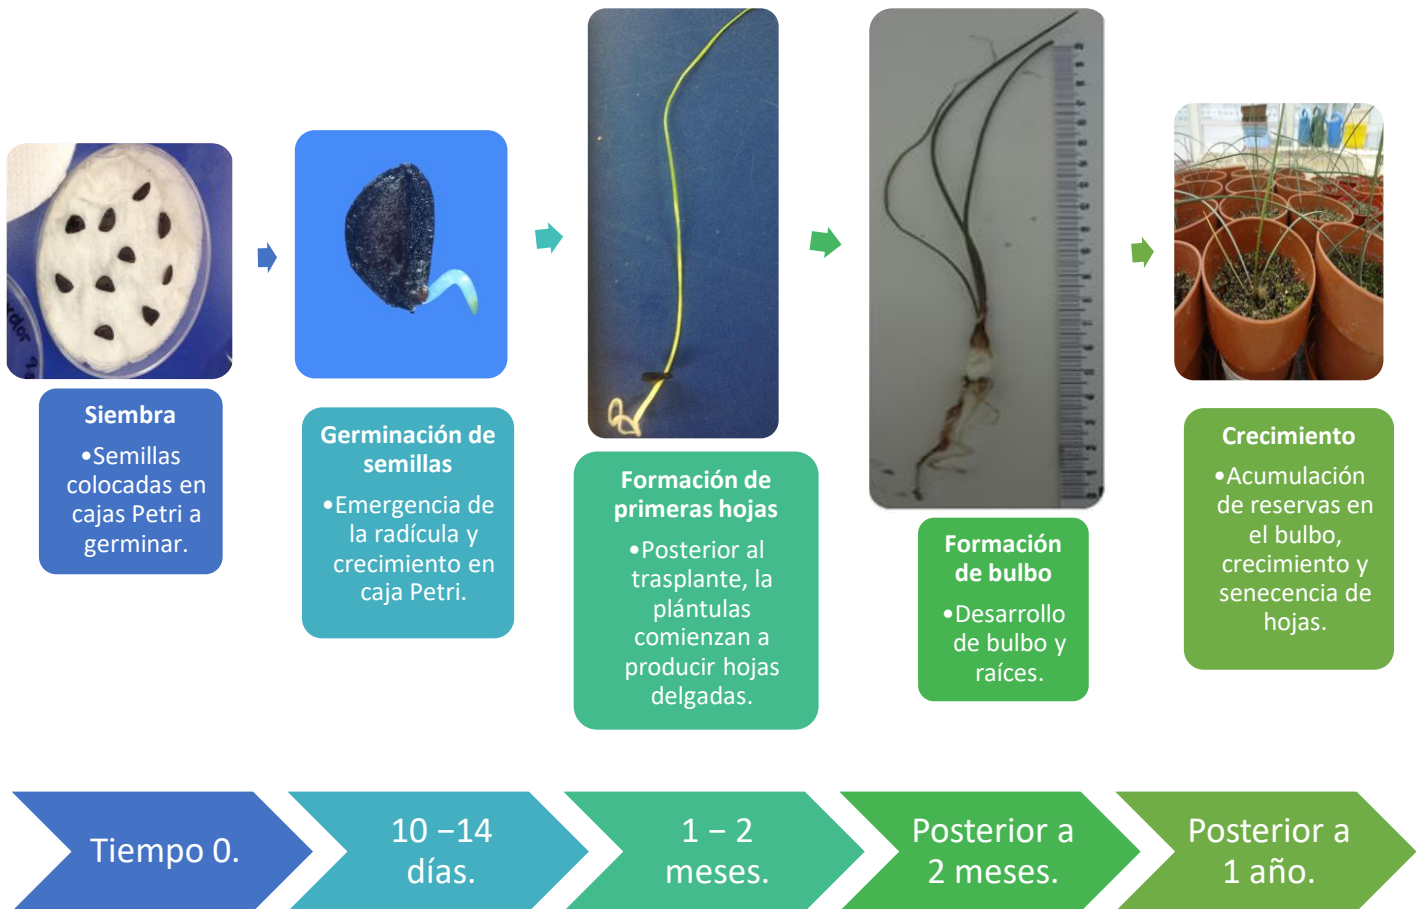 Siembra
•Semillas
colocadas en
cajas Petri a
germinar.
Germinación de
semillas
•Emergencia de
la radícula y
crecimiento en
caja Petri.
Formación de
primeras hojas
•Posterior al
trasplante, la
plántulas
comienzan a
producir hojas
delgadas.
Formación
de bulbo
•Desarrollo
de bulbo y
raíces.
Crecimiento
•Acumulación
de reservas en
el bulbo,
crecimiento y
senecencia de
hojas.
Tiempo 0.
10 –14
días.
1 – 2
meses.
Posterior a
2 meses.
Posterior a
1 año.